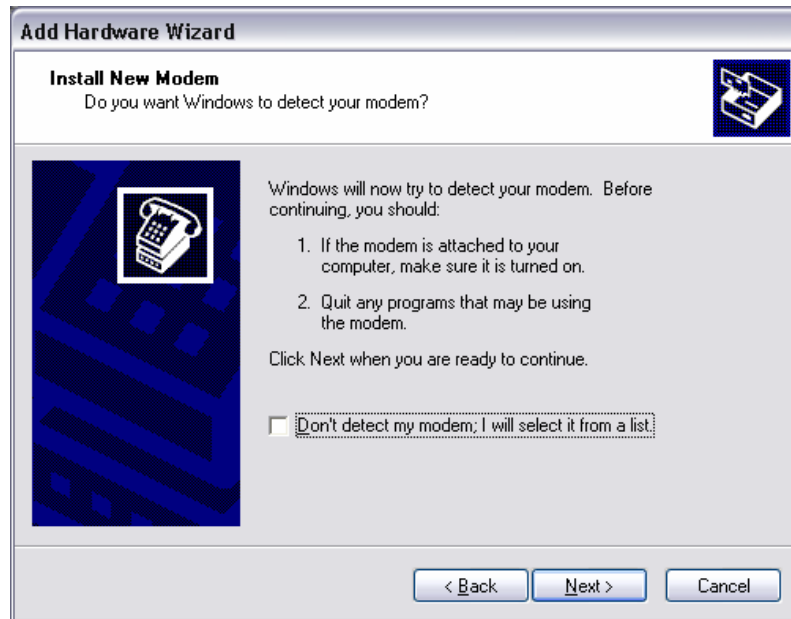 Add Hardware Wizard
Install New Modem
Do you want Windows to detect your modem?
Windows will now try to detect your modem. Before
continuing, you should:
1. If the modem is attached to your
computer, make sure it is turned on.
2. Quit any programs that may be using
the modem.
Click Next when you are ready to continue.
Don't detect my modem; I will select it from a list.
< Back Next > Cancel